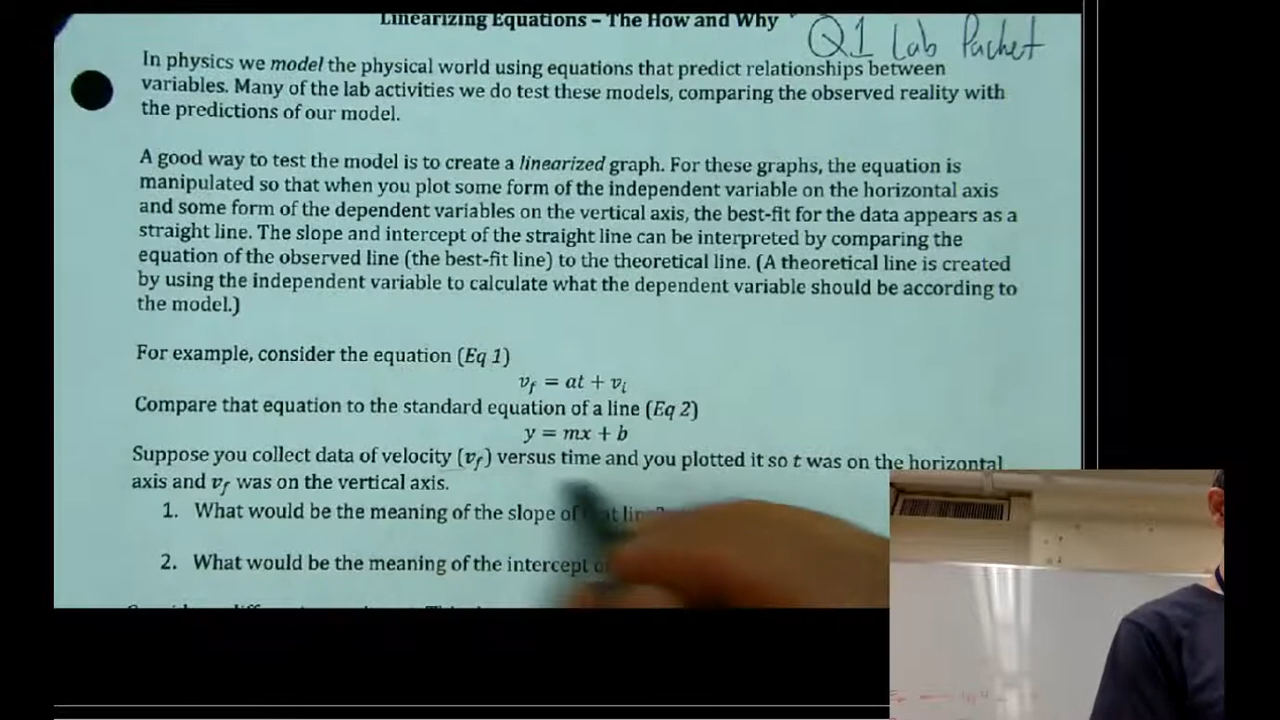 Linearizing Equations – The How and Why
Q1 Lab Packet
In physics we model the physical world using equations that predict relationships between
variables. Many of the lab activities we do test these models, comparing the observed reality with
the predictions of our model.
A good way to test the model is to create a linearized graph. For these graphs, the equation is
manipulated so that when you plot some form of the independent variable on the horizontal axis
and some form of the dependent variables on the vertical axis, the best-fit for the data appears as a
straight line. The slope and intercept of the straight line can be interpreted by comparing the
equation of the observed line (the best-fit line) to the theoretical line. (A theoretical line is created
by using the independent variable to calculate what the dependent variable should be according to
the model.)
For example, consider the equation (Eq 1)
v_f = at + v_i
Compare that equation to the standard equation of a line (Eq 2)
y = mx + b
Suppose you collect data of velocity (v_f) versus time and you plotted it so t was on the horizontal
axis and v_f was on the vertical axis.
1. What would be the meaning of the slope of
2. What would be the meaning of the intercept